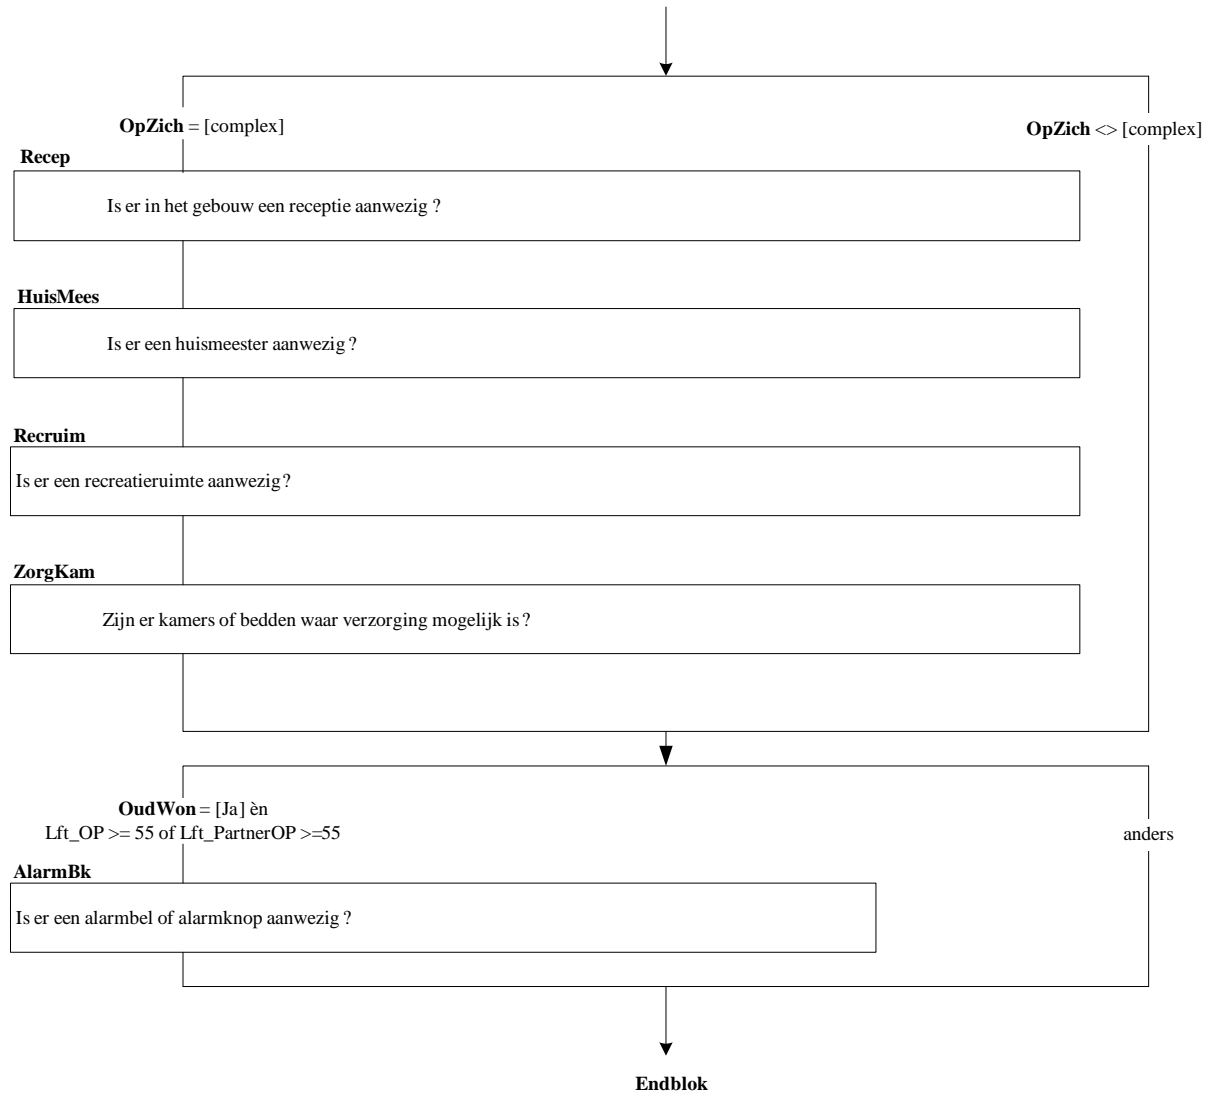 OpZich = [complex]
OpZich <> [complex]
Recep
Is er in het gebouw een receptie aanwezig ?
HuisMees
Is er een huismeester aanwezig ?
Recruim
Is er een recreatieruimte aanwezig?
ZorgKam
Zijn er kamers of bedden waar verzorging mogelijk is ?
OudWon = [Ja] èn
Lft_OP >= 55 of Lft_PartnerOP >=55
anders
AlarmBk
Is er een alarmbel of alarmknop aanwezig ?
Endblok